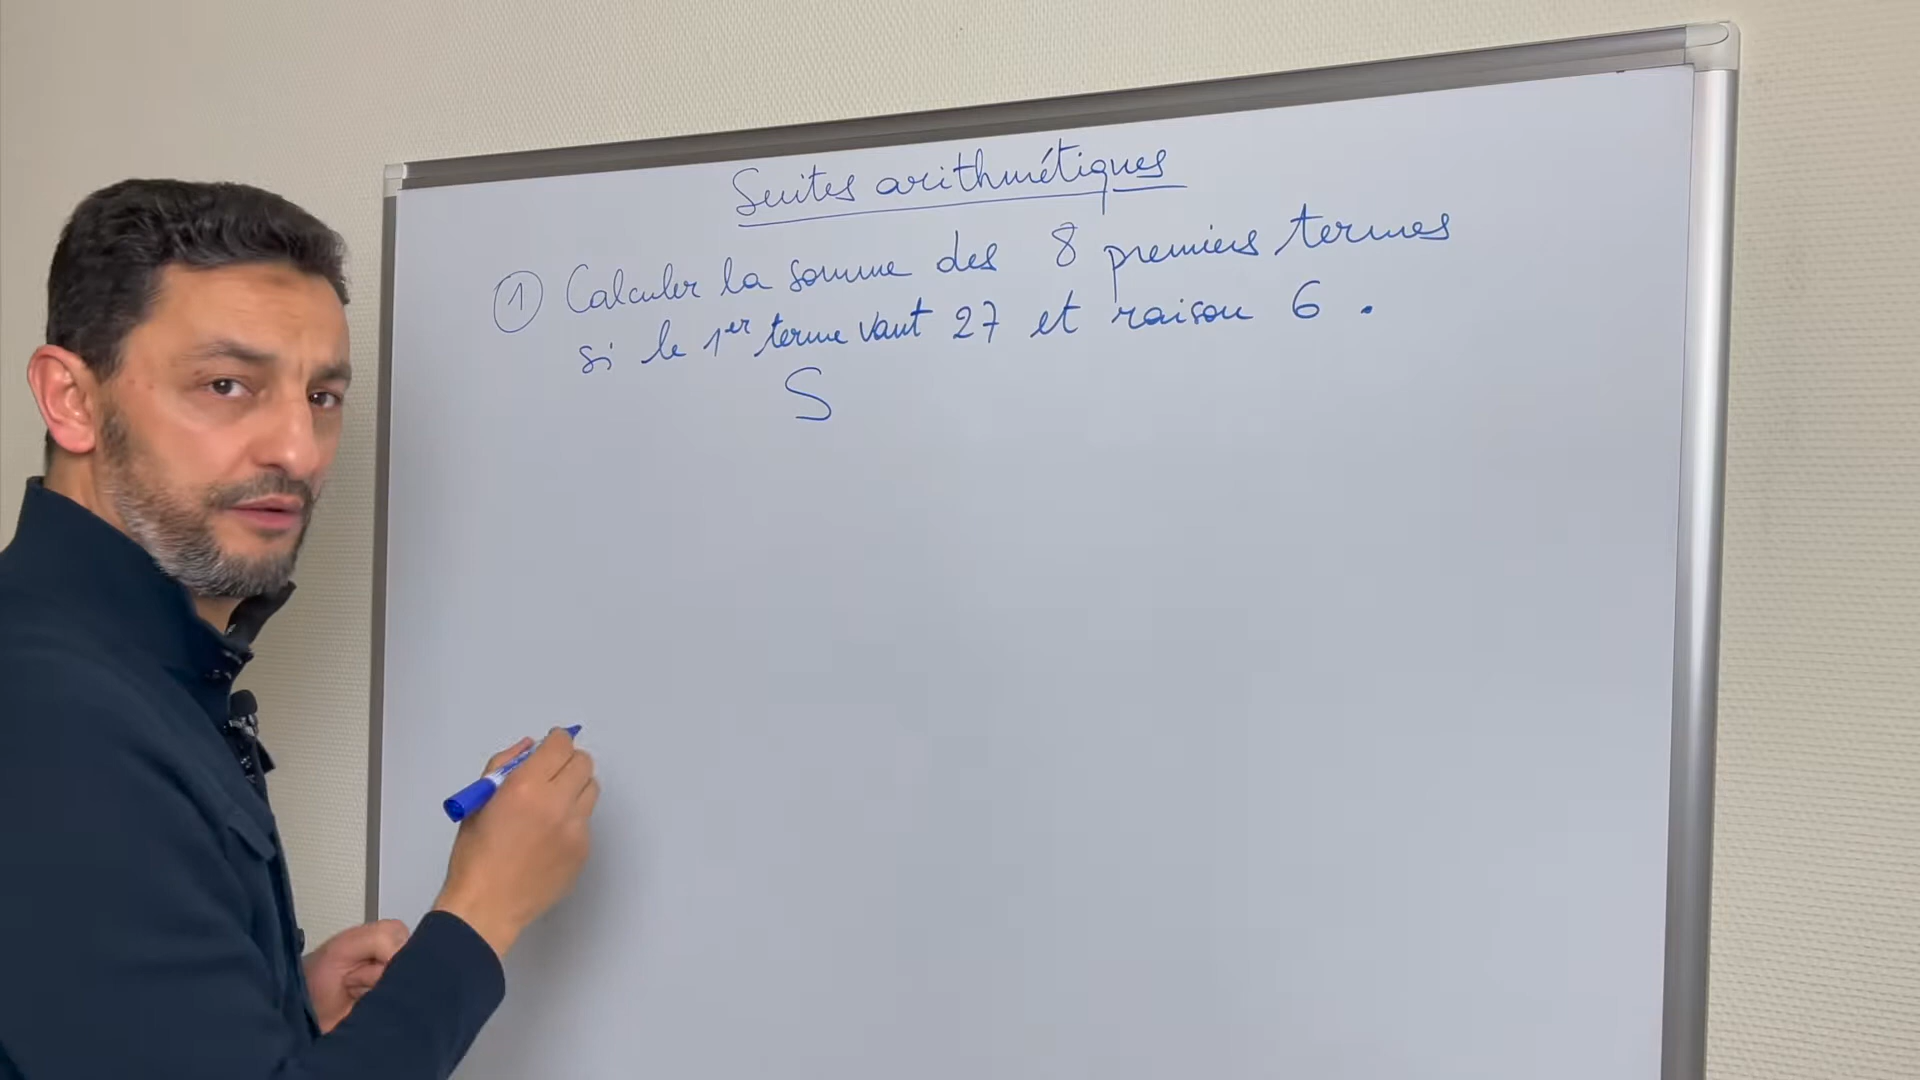 Suites arithmétiques
① Calculer la somme des 8 premiers termes
si le 1er terme vaut 27 et raison 6.
S